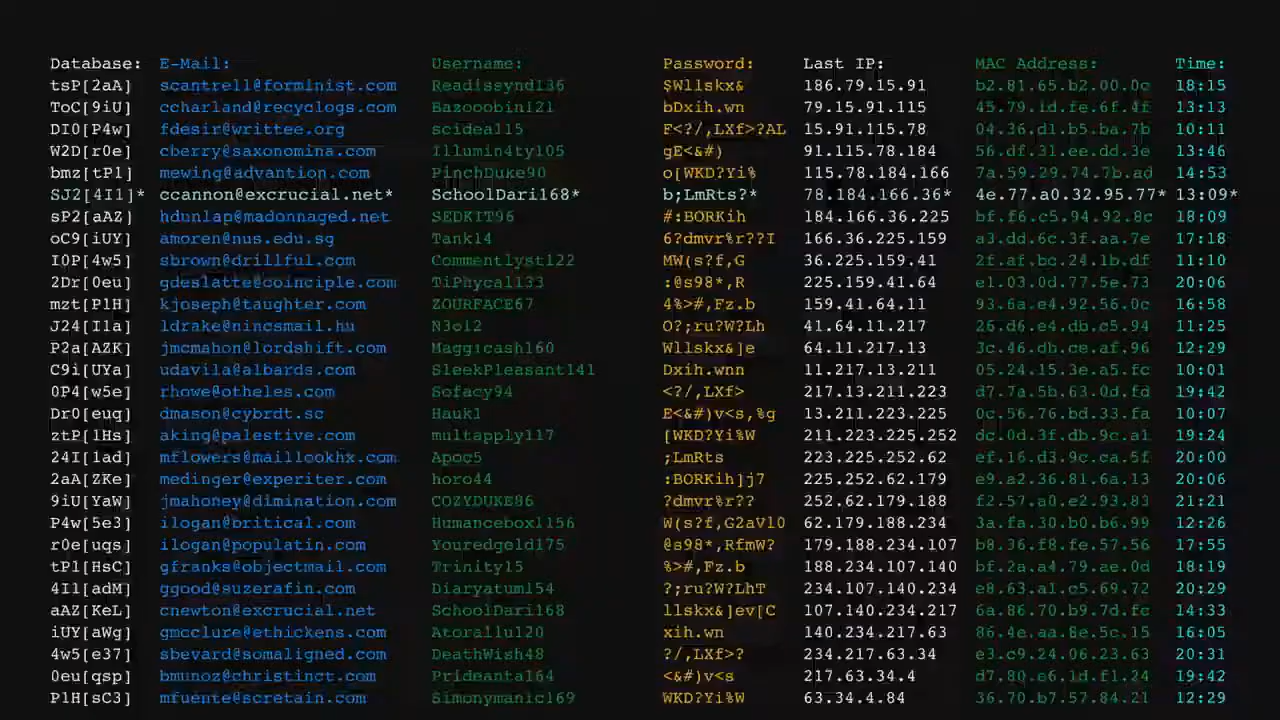 Database: E-Mail: Username: Password: Last IP: MAC Address: Time:
tsP[2aA] scantrell@forminist.com Readissynd136 $Wllskx& 186.79.15.91 b2.81.65.b2.00.0c 18:15
ToC[9iU] ccharland@recyclogs.com Bazooobin121 bDxih.wn 79.15.91.115 45.79.1d.fe.6f.4f 13:13
DI0[P4w] fdesir@writtee.org scidea115 F<?/,LXf>?AL 15.91.115.78 04.36.d1.b5.ba.7b 10:11
W2D[r0e] cberry@saxonomina.com Illumin4ty105 gE<&#) 91.115.78.184 56.df.31.ee.dd.3e 13:46
bmz[tP1] mewing@advantion.com PinchDuke90 o[WKD?Yi% 115.78.184.166 7a.59.29.74.7b.ad 14:53
SJ2[4I1]* ccannon@excrucial.net* SchoolDari168* b;LmRts?* 78.184.166.36* 4e.77.a0.32.95.77* 13:09*
sP2[aAZ] hdunlap@madonnaged.net SEDKIT96 #:BORKih 184.166.36.225 bf.f6.c5.94.92.8c 18:09
oC9[iUY] amoren@nus.edu.sg Tank14 6?dmvr%r??I 166.36.225.159 a3.dd.6c.3f.aa.7e 17:18
I0P[4w5] sbrown@drillful.com Commentlyst122 MW(s?f,G 36.225.159.41 2f.af.bc.24.1b.df 11:10
2Dr[0eu] gdeslatte@coinciple.com TiPhycal133 :@s98*,R 225.159.41.64 e1.03.0d.77.5e.73 20:06
mzt[P1H] kjoseph@taughter.com ZOURFACE67 4%>#,Fz.b 159.41.64.11 93.6a.e4.92.56.0c 16:58
J24[I1a] ldrake@nincsmail.hu N3o12 O?;ru?W?Lh 41.64.11.217 26.d6.e4.db.c5.94 11:25
P2a[AZK] jmcmahon@lordshift.com Maggicash160 Wllskx&]e 64.11.217.13 3c.46.db.ce.af.96 12:29
C9i[UYa] udavila@albards.com SleekPleasant141 Dxih.wnn 11.217.13.211 05.24.15.3e.a5.fc 10:01
0P4[w5e] rhowe@otheles.com Sofacy94 <?/,LXf> 217.13.211.223 d7.7a.5b.63.0d.fd 19:42
Dr0[euq] dmason@cybrdt.sc Hauk1 E<&#)v<s,%g 13.211.223.225 0c.56.76.bd.33.fa 10:07
ztP[1Hs] aking@palestive.com multapply117 [WKD?Yi%W 211.223.225.252 dc.0d.3f.db.9c.a1 19:24
24I[1ad] mflowers@maillookhx.com Apoc5 ;LmRts 223.225.252.62 ef.16.d3.9c.ca.5f 20:00
2aA[ZKe] medinger@experiter.com horo44 :BORKih]j7 225.252.62.179 e9.a2.36.81.6a.13 20:06
9iU[YaW] jmahoney@dimination.com COZYDUKE86 ?dmvr%r?? 252.62.179.188 f2.57.a0.e2.93.83 21:21
P4w[5e3] ilogan@britical.com Humancebox1156 W(s?f,G2aVl0 62.179.188.234 3a.fa.30.b0.b6.99 12:26
r0e[uqs] ilogan@populatin.com Youredgeld175 @s98*,RfmW? 179.188.234.107 b8.36.f8.fe.57.56 17:55
tP1[HsC] gfranks@objectmail.com Trinity15 %>#,Fz.b 188.234.107.140 bf.2a.a4.79.ae.0d 18:19
4I1[adM] ggood@suzerafin.com Diaryatum154 ?;ru?W?LhT 234.107.140.234 e8.63.a1.c5.69.72 20:29
aAZ[KeL] cnewton@excrucial.net SchoolDari168 llskx&]ev[C 107.140.234.217 6a.86.70.b9.7d.fc 14:33
iUY[aWg] gmcclure@ethickens.com Atorallu120 xih.wn 140.234.217.63 86.4e.aa.8e.5c.15 16:05
4w5[e37] sbevard@somaligned.com DeathWish48 ?/,LXf>? 234.217.63.34 e3.c9.24.06.23.63 20:31
0eu[qsp] bmunoz@christinct.com Prideanta164 <&#)v<s 217.63.34.4 d7.80.e6.1d.f1.24 19:42
P1H[sC3] mfuente@scretain.com Simonymanic169 WKD?Yi%W 63.34.4.84 36.70.b7.57.84.21 12:29